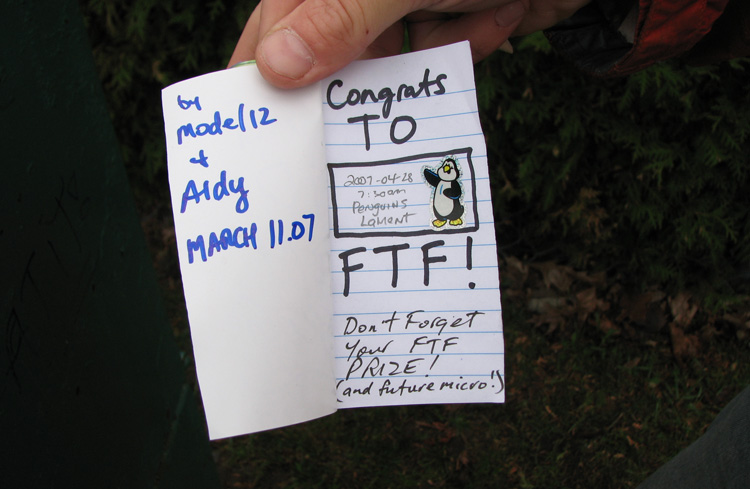 by
model12
+
Aldy
MARCH 11.07
Congrats
TO
2007-04-28
7:30am
Penguins
Lament
FTF!
Don't Forget
Your FTF
PRIZE!
(and future micro!)